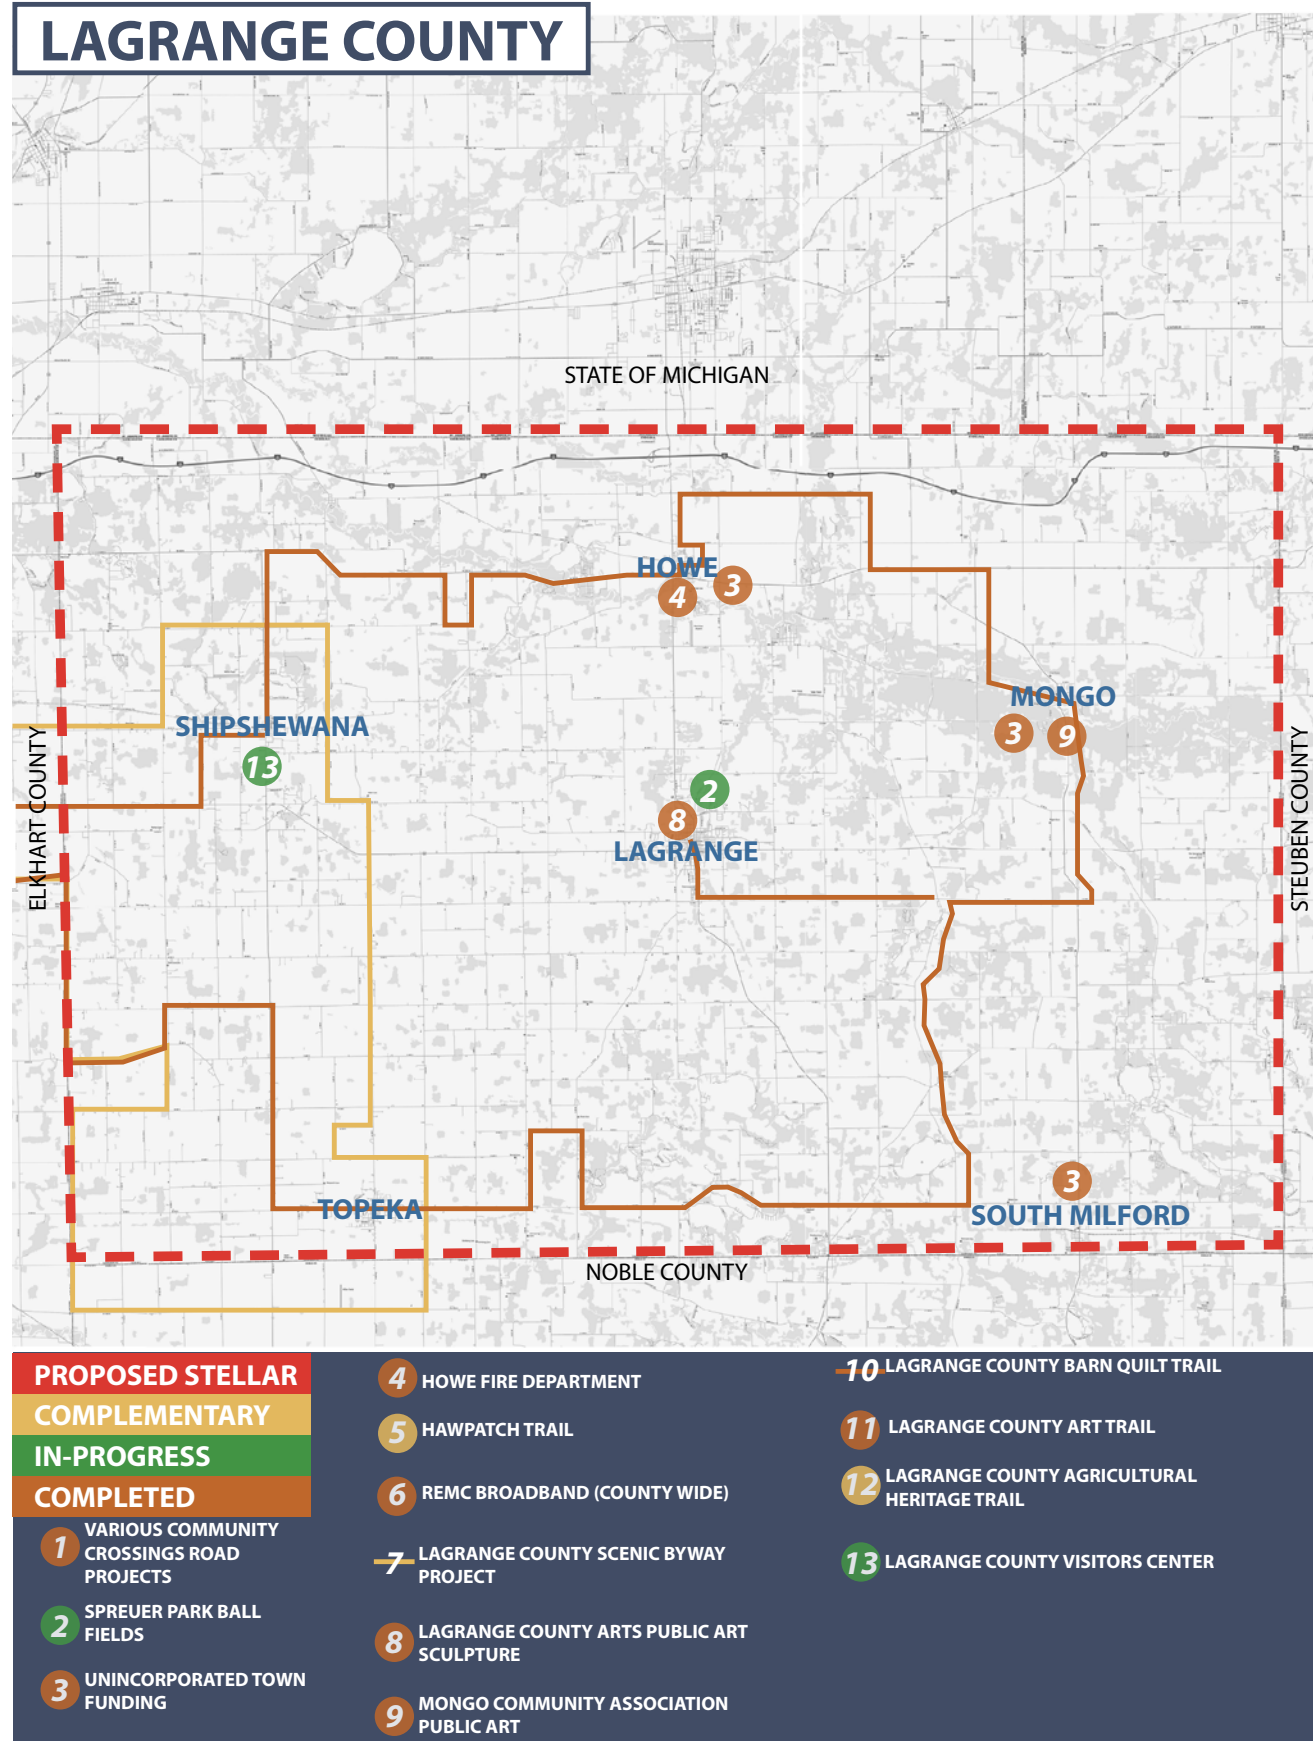 LAGRANGE COUNTY
STATE OF MICHIGAN
HOWE
4
3
MONGO
3
9
SHIPSHEWANA
13
ELKHART COUNTY
STEUBEN COUNTY
2
8
LAGRANGE
3
TOPEKA
SOUTH MILFORD
NOBLE COUNTY
PROPOSED STELLAR
COMPLEMENTARY
IN-PROGRESS
COMPLETED
1 VARIOUS COMMUNITY
CROSSINGS ROAD
PROJECTS
2 SPREUER PARK BALL
FIELDS
3 UNINCORPORATED TOWN
FUNDING
4 HOWE FIRE DEPARTMENT
5 HAWPATCH TRAIL
6 REMC BROADBAND (COUNTY WIDE)
7 LAGRANGE COUNTY SCENIC BYWAY
PROJECT
8 LAGRANGE COUNTY ARTS PUBLIC ART
SCULPTURE
9 MONGO COMMUNITY ASSOCIATION
PUBLIC ART
10 LAGRANGE COUNTY BARN QUILT TRAIL
11 LAGRANGE COUNTY ART TRAIL
12 LAGRANGE COUNTY AGRICULTURAL
HERITAGE TRAIL
13 LAGRANGE COUNTY VISITORS CENTER